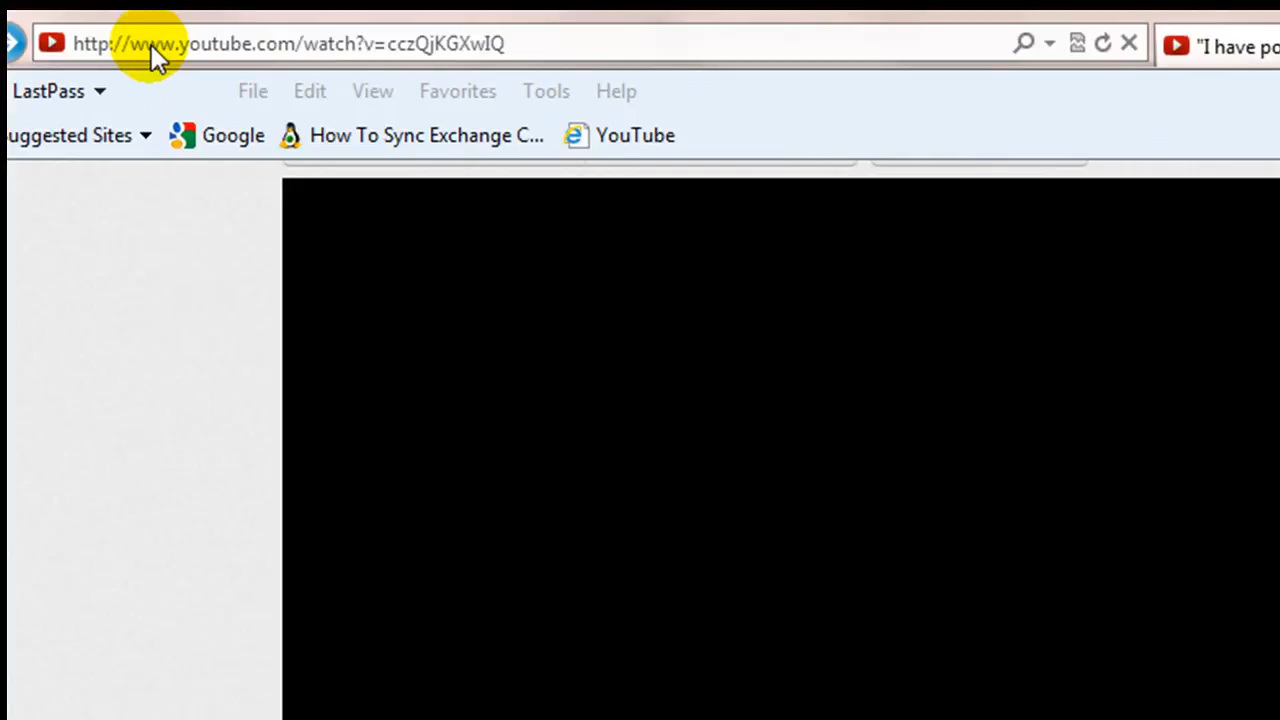 http://www.youtube.com/watch?v=cczQjKGXwIQ
"I have po
LastPass File Edit View Favorites Tools Help
uggested Sites Google How To Sync Exchange C... YouTube